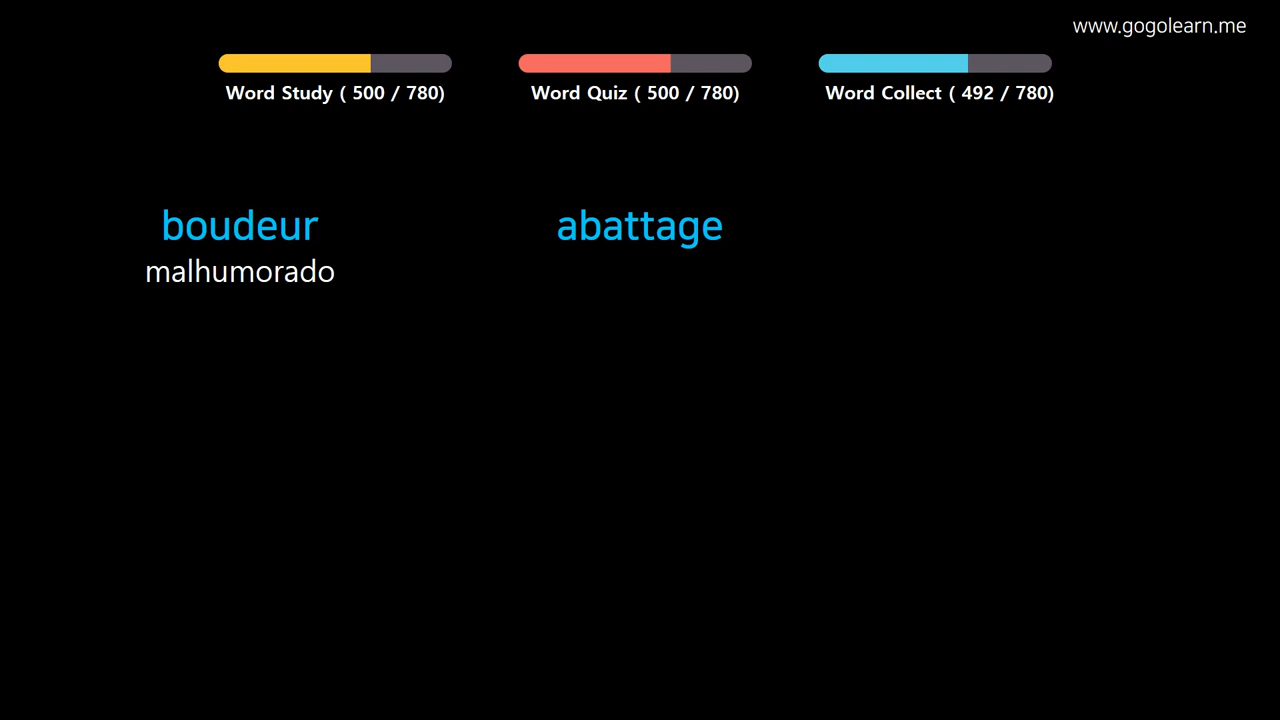 www.gogolearn.me
Word Study ( 500 / 780)
Word Quiz ( 500 / 780)
Word Collect ( 492 / 780)
boudeur
malhumorado
abattage